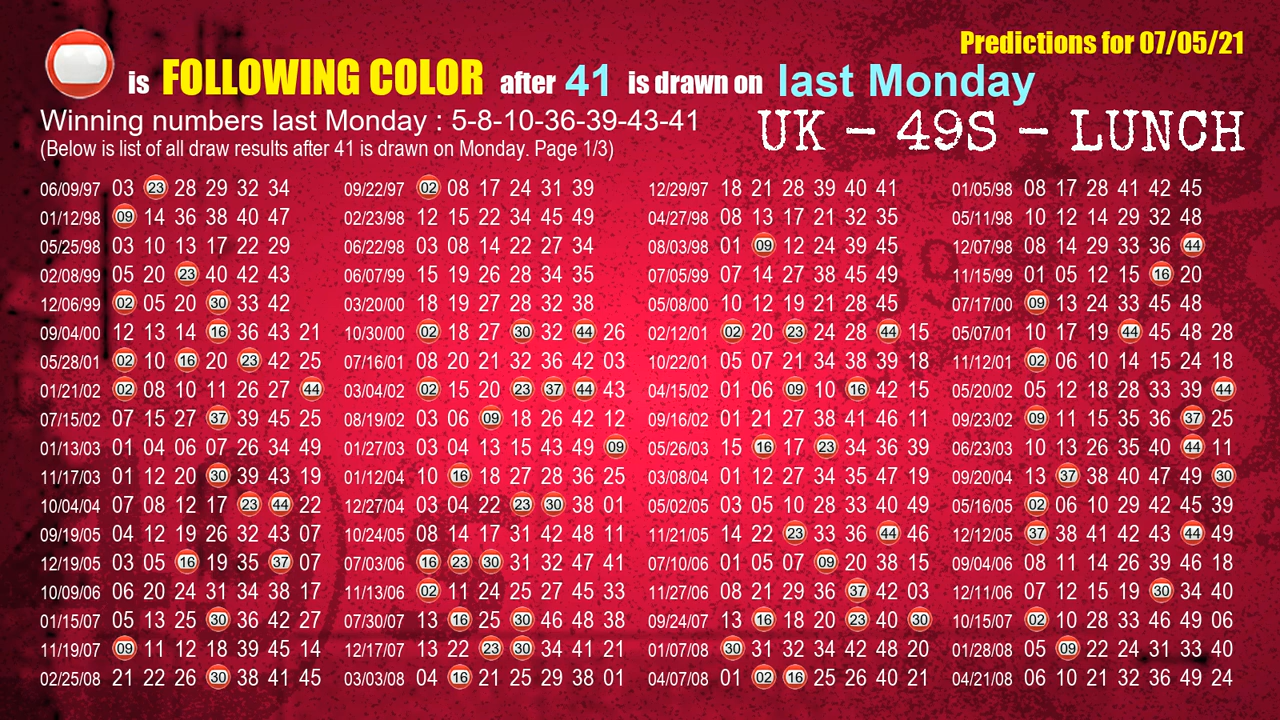 Predictions for 07/05/21
is FOLLOWING COLOR after 41 is drawn on last Monday
Winning numbers last Monday : 5-8-10-36-39-43-41
UK - 49S - LUNCH
(Below is list of all draw results after 41 is drawn on Monday. Page 1/3)
06/09/97 03 23 28 29 32 34 09/22/97 02 08 17 24 31 39 12/29/97 18 21 28 39 40 41 01/05/98 08 17 28 41 42 45
01/12/98 09 14 36 38 40 47 02/23/98 12 15 22 34 45 49 04/27/98 08 13 17 21 32 35 05/11/98 10 12 14 29 32 48
05/25/98 03 10 13 17 22 29 06/22/98 03 08 14 22 27 34 08/03/98 01 09 12 24 39 45 12/07/98 08 14 29 33 36 44
02/08/99 05 20 23 40 42 43 06/07/99 15 19 26 28 34 35 07/05/99 07 14 27 38 45 49 11/15/99 01 05 12 15 16 20
12/06/99 02 05 20 30 33 42 03/20/00 18 19 27 28 32 38 05/08/00 10 12 19 21 28 45 07/17/00 09 13 24 33 45 48
09/04/00 12 13 14 16 36 43 21 10/30/00 02 18 27 30 32 44 26 02/12/01 02 20 23 24 28 44 15 05/07/01 10 17 19 44 45 48 28
05/28/01 02 10 16 20 23 42 25 07/16/01 08 20 21 32 36 42 03 10/22/01 05 07 21 34 38 39 18 11/12/01 02 06 10 14 15 24 18
01/21/02 02 08 10 11 26 27 44 03/04/02 02 15 20 23 37 44 43 04/15/02 01 06 09 10 16 42 15 05/20/02 05 12 18 28 33 39 44
07/15/02 07 15 27 37 39 45 25 08/19/02 03 06 09 18 26 42 12 09/16/02 01 21 27 38 41 46 11 09/23/02 09 11 15 35 36 37 25
01/13/03 01 04 06 07 26 34 49 01/27/03 03 04 13 15 43 49 09 05/26/03 15 16 17 23 34 36 39 06/23/03 10 13 26 35 40 44 11
11/17/03 01 12 20 30 39 43 19 01/12/04 10 16 18 28 36 25 03/08/04 01 12 27 34 35 47 19 09/20/04 13 37 38 40 47 49 30
10/04/04 07 08 12 17 23 44 22 12/27/04 03 04 22 23 30 38 01 05/02/05 03 05 10 28 33 40 49 05/16/05 02 06 10 29 42 45 39
09/19/05 04 12 19 26 32 43 07 10/24/05 08 14 17 31 42 48 11 11/21/05 14 22 23 33 36 44 46 12/12/05 37 38 41 42 43 44 49
12/19/05 03 05 16 19 35 37 07 07/03/06 16 23 30 31 32 47 41 07/10/06 01 05 07 09 20 38 15 09/04/06 08 11 14 26 39 46 18
10/09/06 06 20 24 31 34 38 17 11/13/06 02 11 24 25 27 45 33 11/27/06 08 21 29 36 37 42 03 12/11/06 07 12 15 19 30 34 40
01/15/07 05 13 25 30 36 42 27 07/30/07 13 16 25 30 46 48 38 09/24/07 13 16 18 20 23 40 30 10/15/07 02 10 28 33 46 49 06
11/19/07 09 11 12 18 39 45 14 12/17/07 13 22 23 30 34 41 21 01/07/08 30 31 32 34 42 48 20 01/28/08 05 09 22 24 31 33 40
02/25/08 21 22 26 30 38 41 45 03/03/08 04 16 21 25 29 38 01 04/07/08 01 02 16 25 26 40 21 04/21/08 06 10 21 32 36 49 24